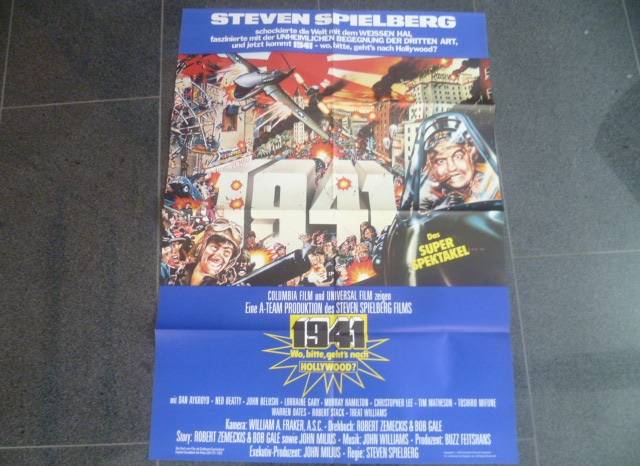 STEVEN SPIELBERG
schockierte die Welt mit dem WEISSEN HAI,
faszinierte mit der UNHEIMLICHEN BEGEGNUNG DER DRITTEN ART,
und jetzt kommt 1941 - wo, bitte, geht's nach Hollywood?
1941
Das
SUPER
SPEKTAKEL
COLUMBIA FILM und UNIVERSAL FILM zeigen
Eine A-TEAM PRODUKTION des STEVEN SPIELBERG FILMS
1941
Wo, bitte, geht's nach
HOLLYWOOD?
mit DAN AYKROYD · NED BEATTY · JOHN BELUSHI · LORRAINE GARY · MURRAY HAMILTON · CHRISTOPHER LEE · TIM MATHESON · TOSHIRO MIFUNE
WARREN OATES · ROBERT STACK · TREAT WILLIAMS
Kamera: WILLIAM A. FRAKER, A.S.C. · Drehbuch: ROBERT ZEMECKIS & BOB GALE
Story: ROBERT ZEMECKIS & BOB GALE sowie JOHN MILIUS · Musik: JOHN WILLIAMS · Produzent: BUZZ FEITSHANS
Exekutiv-Produzent: JOHN MILIUS · Regie: STEVEN SPIELBERG